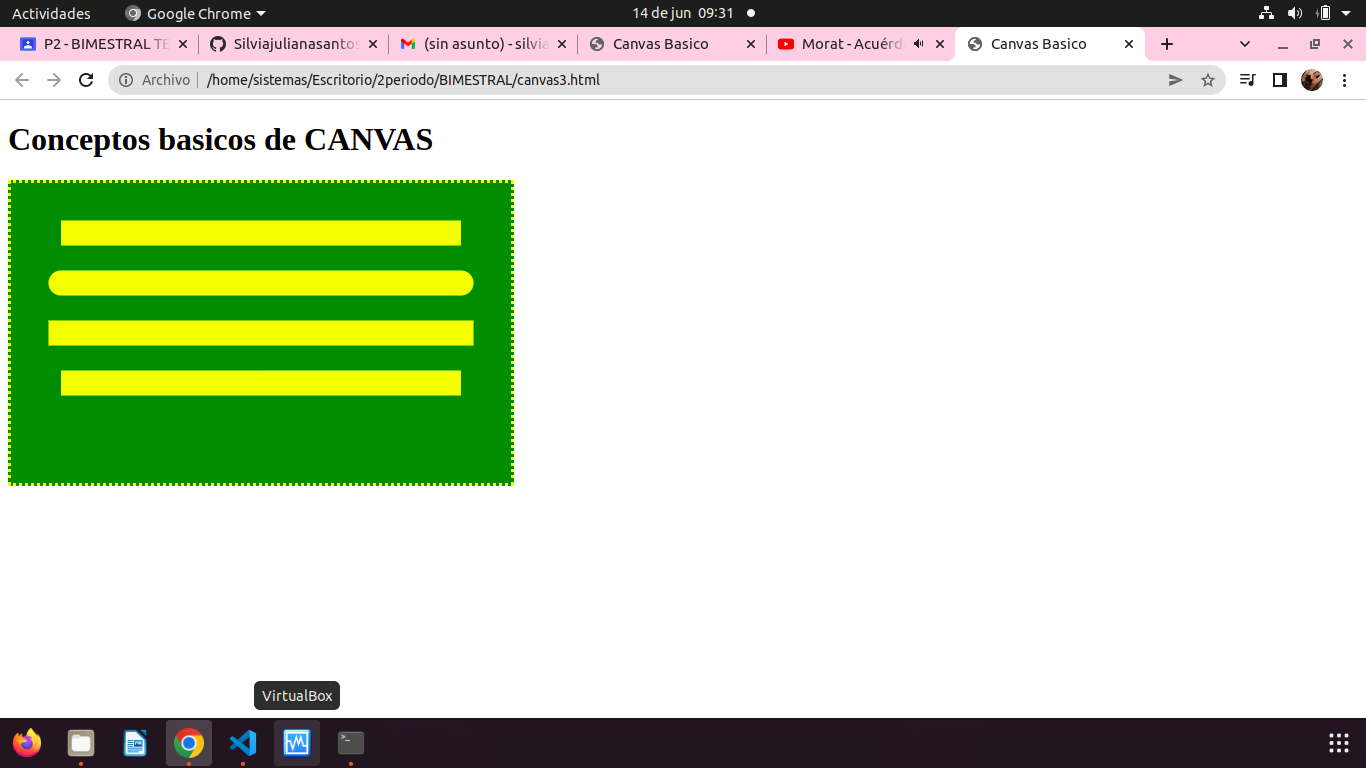 Actividades
Google Chrome
14 de jun 09:31
P2 - BIMESTRAL TE
Silviajulianasantos
(sin asunto) - silvia
Canvas Basico
Morat - Acuérda
Canvas Basico
Archivo
/home/sistemas/Escritorio/2periodo/BIMESTRAL/canvas3.html
Conceptos basicos de CANVAS
VirtualBox